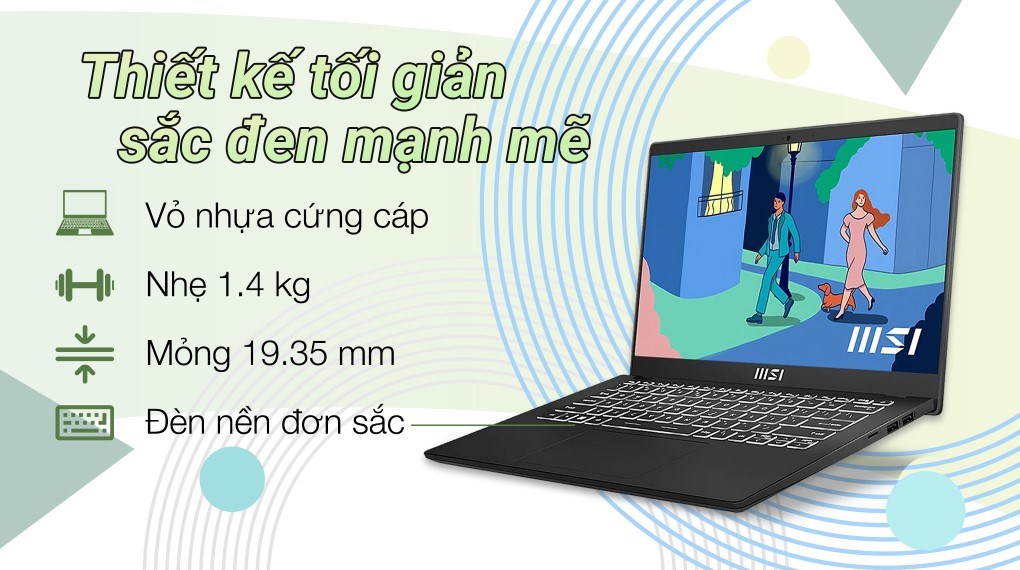 Thiết kế tối giản
sắc đen mạnh mẽ
Vỏ nhựa cứng cáp
Nhẹ 1.4 kg
Mỏng 19.35 mm
Đèn nền đơn sắc
msi
msi